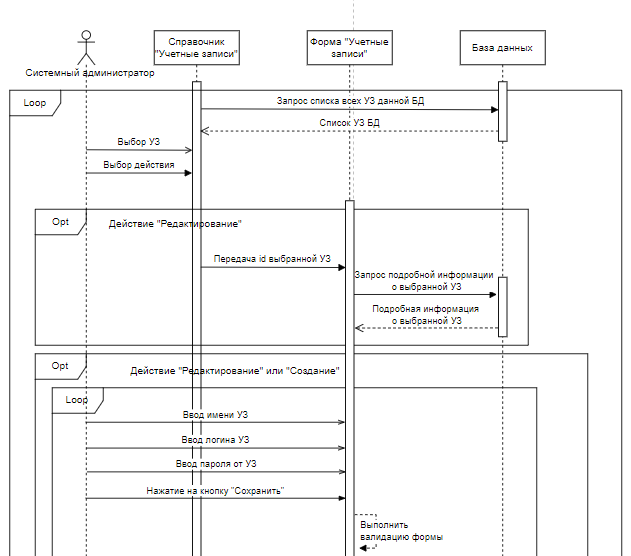 Справочник
"Учетные записи"
Форма "Учетные
записи"
База данных
Системный администратор
Loop
Запрос списка всех УЗ данной БД
Список УЗ БД
Выбор УЗ
Выбор действия
Opt
Действие "Редактирование"
Передача id выбранной УЗ
Запрос подробной информации
о выбранной УЗ
Подробная информация
о выбранной УЗ
Opt
Действие "Редактирование" или "Создание"
Loop
Ввод имени УЗ
Ввод логина УЗ
Ввод пароля от УЗ
Нажатие на кнопку "Сохранить"
Выполнить
валидацию формы